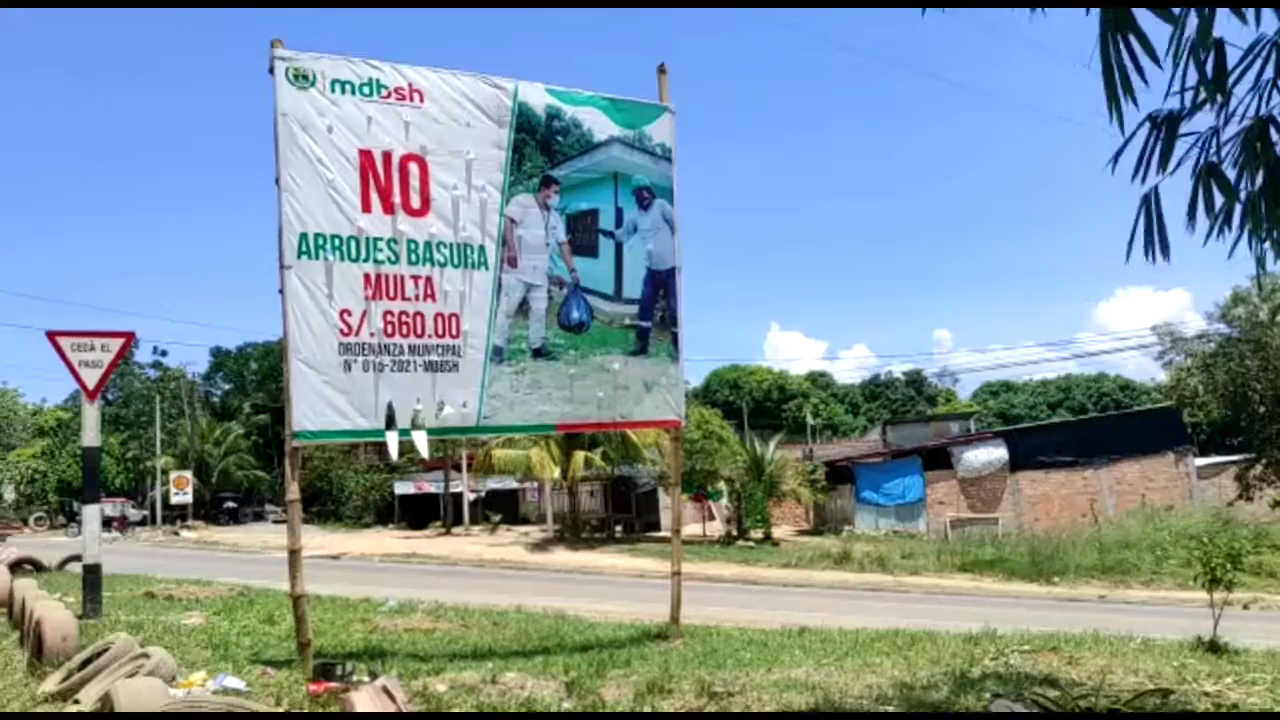 mdbsh
NO
ARROJES BASURA
MULTA
S/. 660.00
ORDENANZA MUNICIPAL
N° 016-2021-MDBSH
CEDA EL
PASO